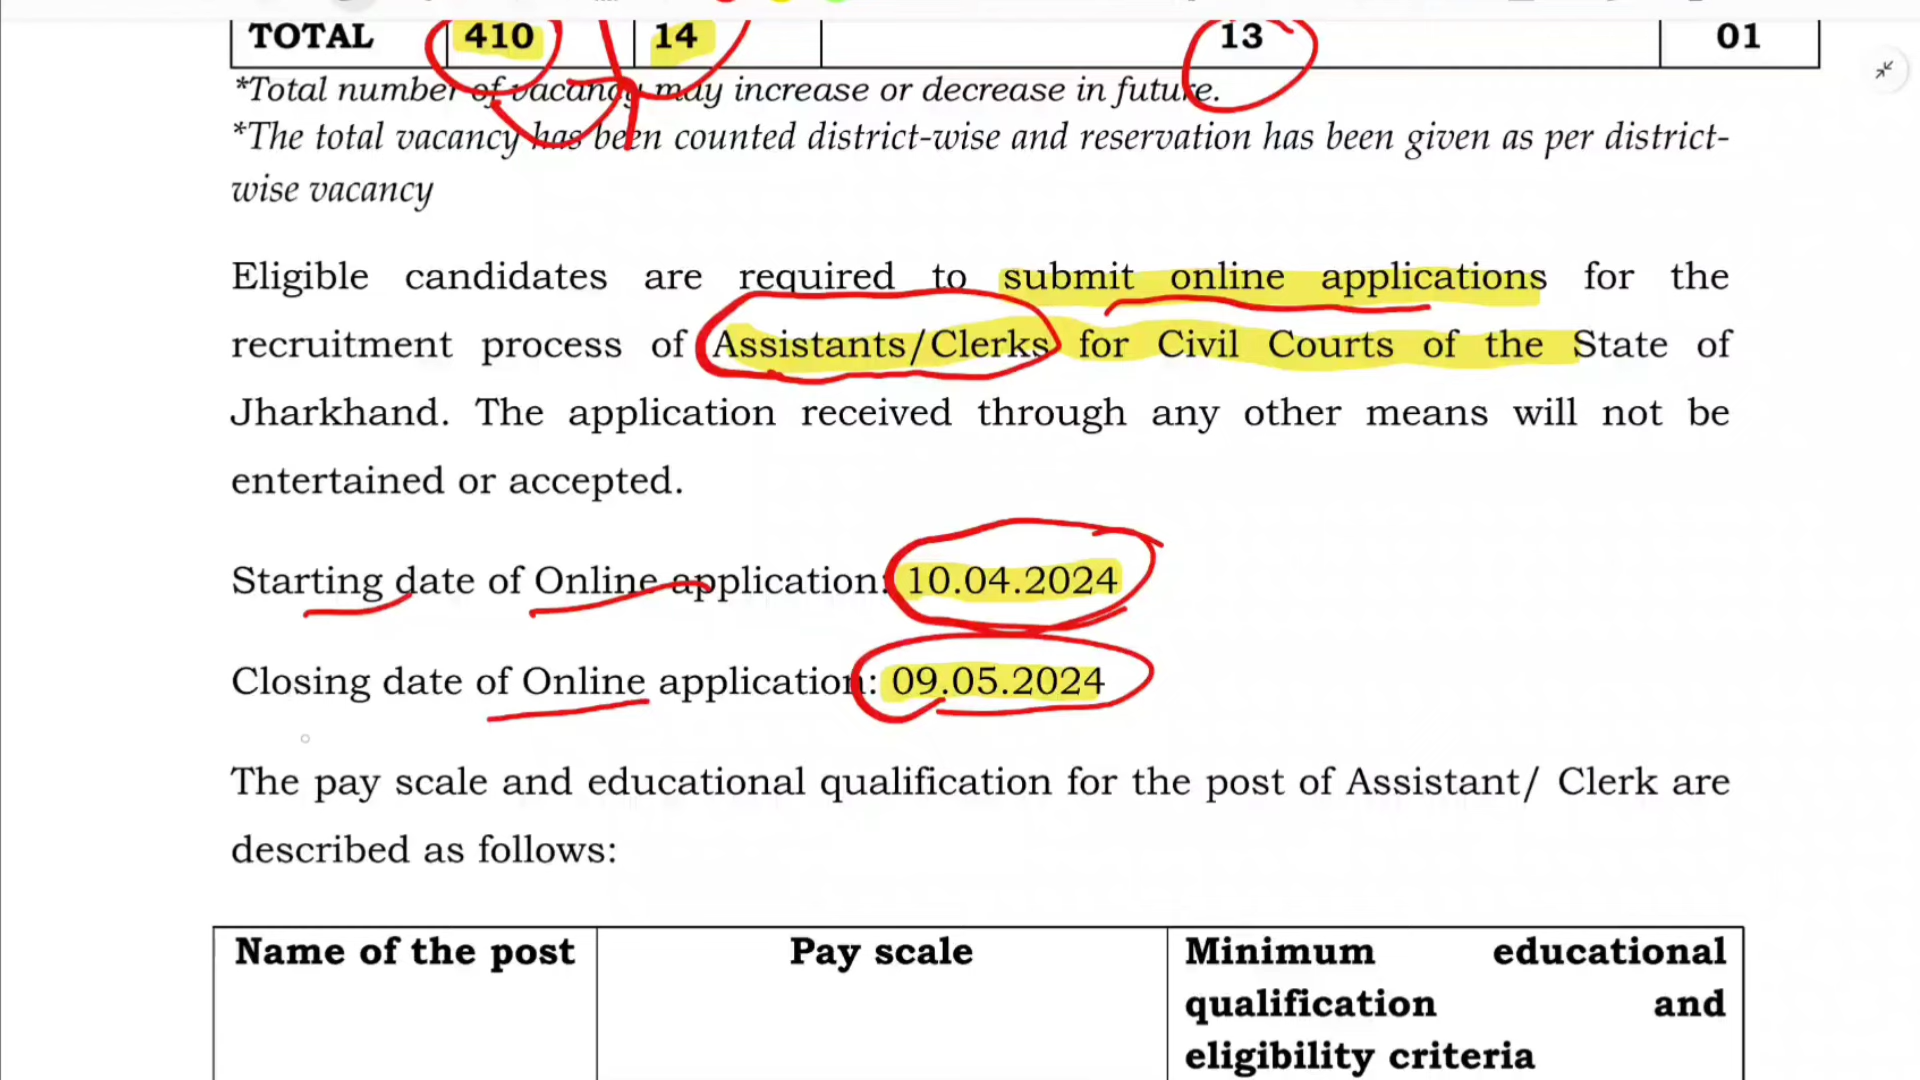 TOTAL 410 14 13 01
*Total number of vacancy may increase or decrease in future.
*The total vacancy has been counted district-wise and reservation has been given as per district-
wise vacancy
Eligible candidates are required to submit online applications for the
recruitment process of Assistants/Clerks for Civil Courts of the State of
Jharkhand. The application received through any other means will not be
entertained or accepted.
Starting date of Online application: 10.04.2024
Closing date of Online application: 09.05.2024
The pay scale and educational qualification for the post of Assistant/ Clerk are
described as follows:
Name of the post Pay scale Minimum educational
qualification and
eligibility criteria